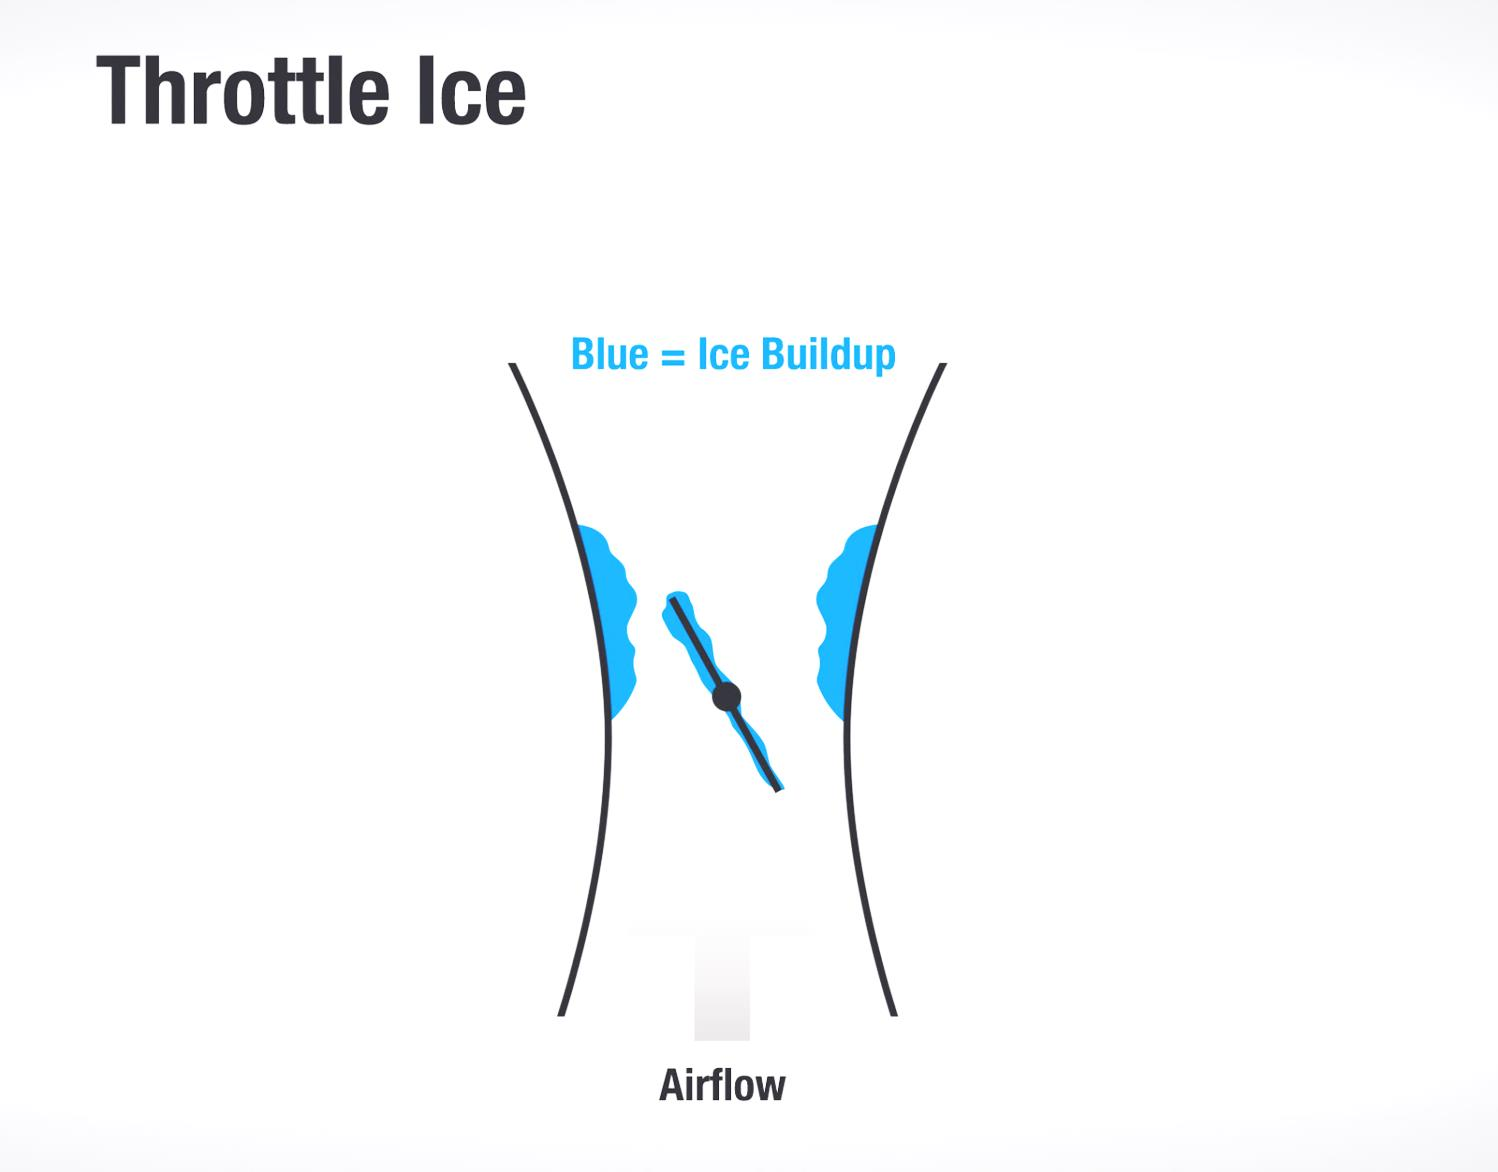 Throttle Ice
Blue = Ice Buildup
Airflow